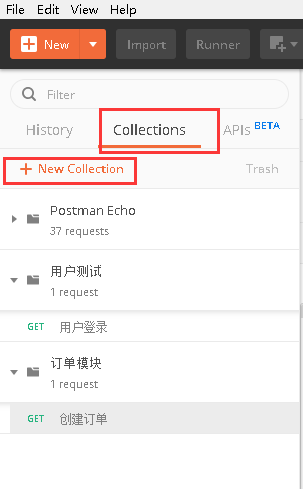 File Edit View Help
New Import Runner
Filter
History Collections APIs BETA
+ New Collection Trash
Postman Echo
37 requests
用户测试
1 request
GET 用户登录
订单模块
1 request
GET 创建订单